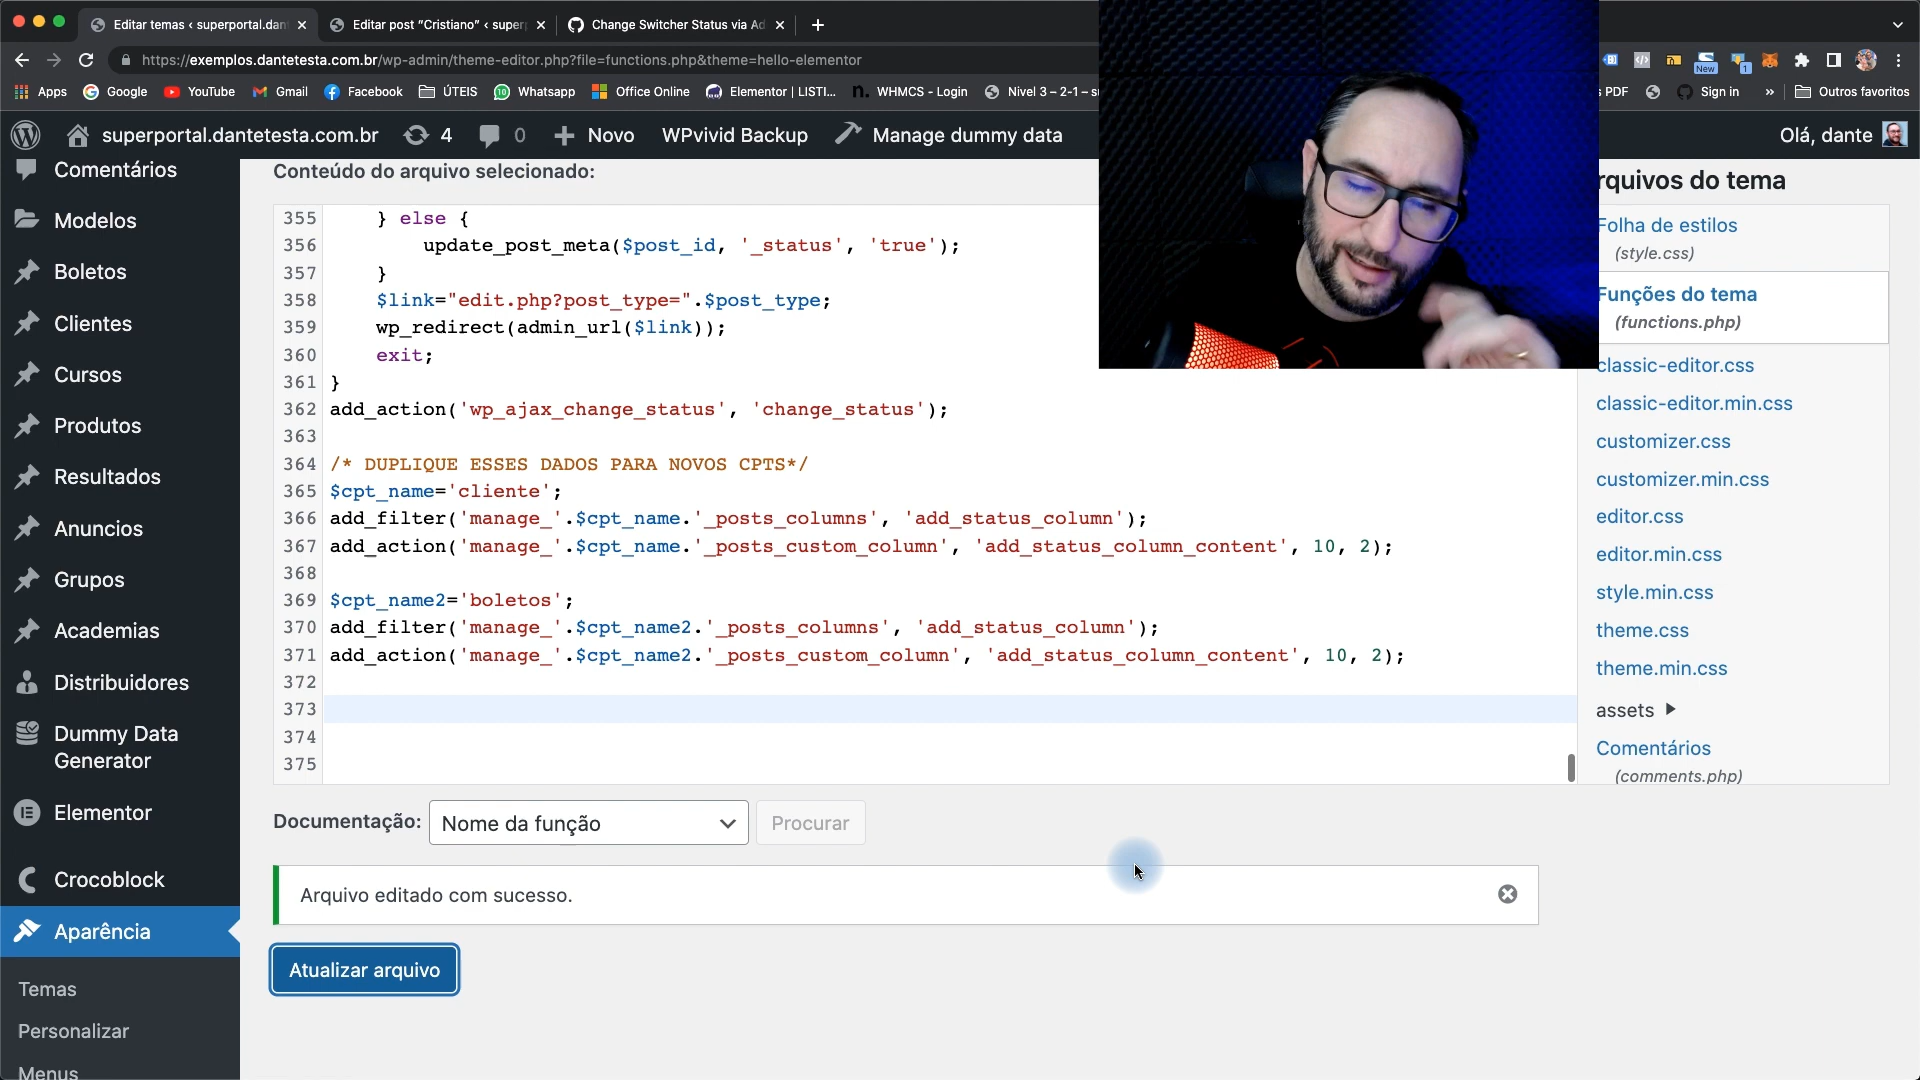 Editar temas < superportal.dan
Editar post "Cristiano" < super
Change Switcher Status via Ad
https://exemplos.dantetesta.com.br/wp-admin/theme-editor.php?file=functions.php&theme=hello-elementor
New
1
Apps
Google
YouTube
Gmail
Facebook
ÚTEIS
Whatsapp
Office Online
Elementor | LISTI...
WHMCS - Login
Nivel 3 – 2-1 – s
PDF
Sign in
»
Outros favoritos
superportal.dantetesta.com.br
4
0
Novo
WPvivid Backup
Manage dummy data
Olá, dante
Comentários
Modelos
Boletos
Clientes
Cursos
Produtos
Resultados
Anuncios
Grupos
Academias
Distribuidores
Dummy Data
Generator
Elementor
Crocoblock
Aparência
Temas
Personalizar
Menus
Conteúdo do arquivo selecionado:
355 } else {
356 update_post_meta($post_id, '_status', 'true');
357 }
358 $link="edit.php?post_type=".$post_type;
359 wp_redirect(admin_url($link));
360 exit;
361 }
362 add_action('wp_ajax_change_status', 'change_status');
363
364 /* DUPLIQUE ESSES DADOS PARA NOVOS CPTS*/
365 $cpt_name='cliente';
366 add_filter('manage_'.$cpt_name.'_posts_columns', 'add_status_column');
367 add_action('manage_'.$cpt_name.'_posts_custom_column', 'add_status_column_content', 10, 2);
368
369 $cpt_name2='boletos';
370 add_filter('manage_'.$cpt_name2.'_posts_columns', 'add_status_column');
371 add_action('manage_'.$cpt_name2.'_posts_custom_column', 'add_status_column_content', 10, 2);
372
373
374
375
Documentação:
Nome da função
Procurar
Arquivo editado com sucesso.
Atualizar arquivo
rquivos do tema
Folha de estilos
(style.css)
Funções do tema
(functions.php)
classic-editor.css
classic-editor.min.css
customizer.css
customizer.min.css
editor.css
editor.min.css
style.min.css
theme.css
theme.min.css
assets
Comentários
(comments.php)